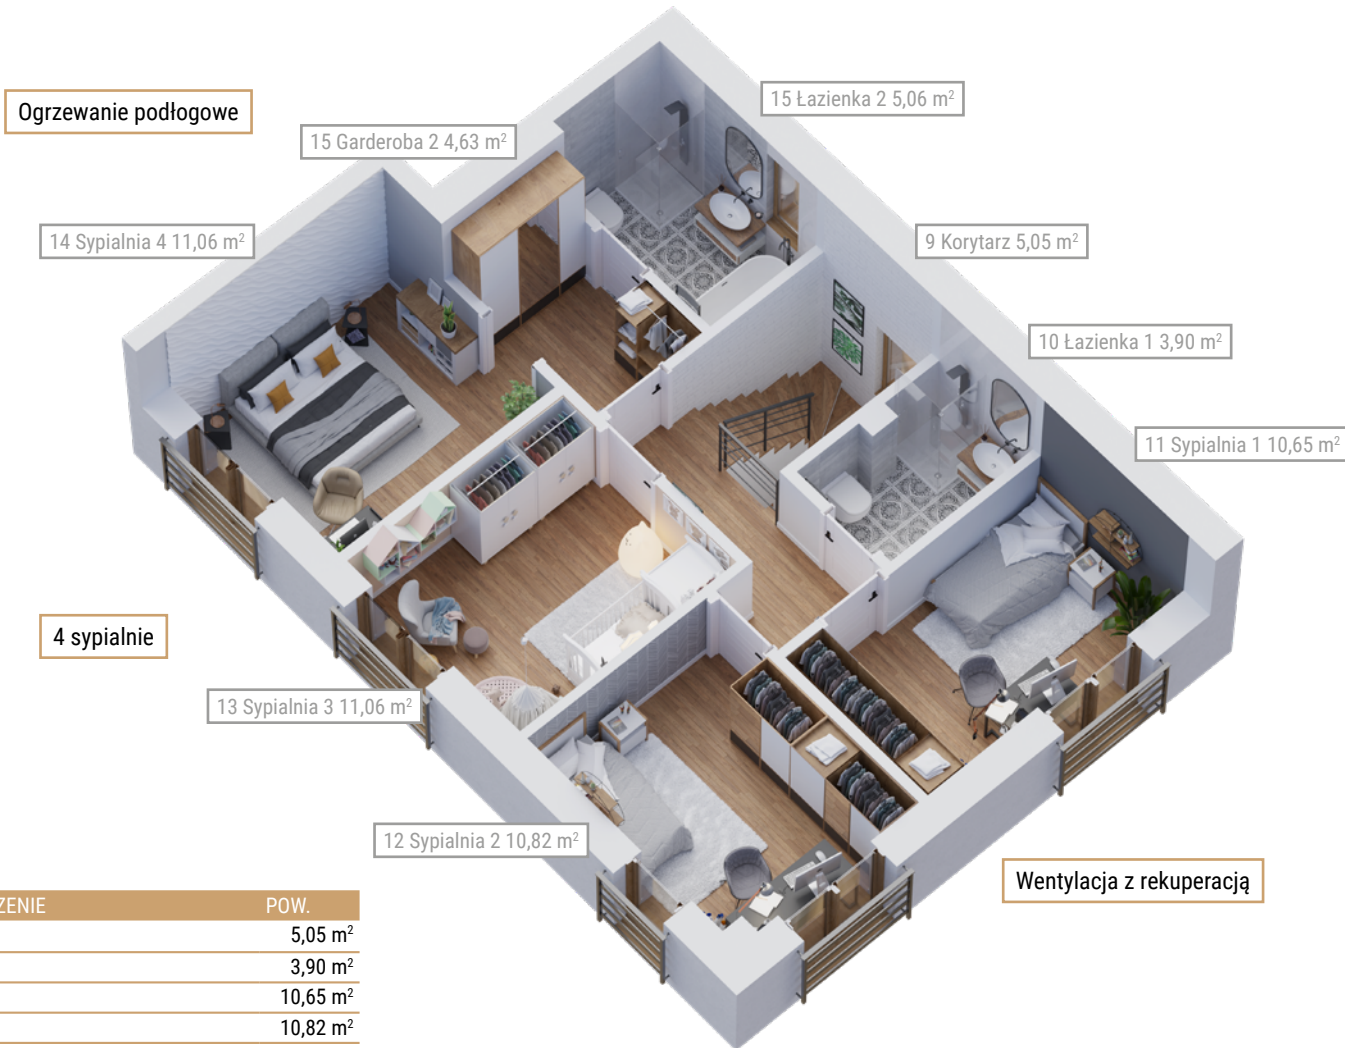 15 Łazienka 2 5,06 m²
Ogrzewanie podłogowe
15 Garderoba 2 4,63 m²
14 Sypialnia 4 11,06 m²
9 Korytarz 5,05 m²
10 Łazienka 1 3,90 m²
11 Sypialnia 1 10,65 m²
4 sypialnie
13 Sypialnia 3 11,06 m²
12 Sypialnia 2 10,82 m²
Wentylacja z rekuperacją
ZENIE POW.
5,05 m²
3,90 m²
10,65 m²
10,82 m²